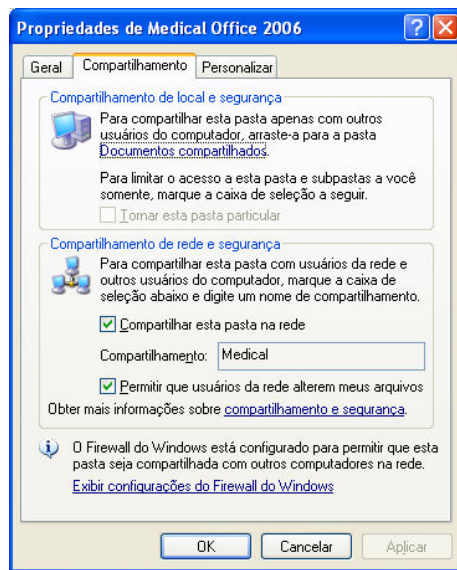 Propriedades de Medical Office 2006
Geral
Compartilhamento
Personalizar
Compartilhamento de local e segurança
Para compartilhar esta pasta apenas com outros
usuários do computador, arraste-a para a pasta
Documentos compartilhados.
Para limitar o acesso a esta pasta e subpastas a você
somente, marque a caixa de seleção a seguir.
Tornar esta pasta particular
Compartilhamento de rede e segurança
Para compartilhar esta pasta com usuários da rede e
outros usuários do computador, marque a caixa de
seleção abaixo e digite um nome de compartilhamento.
Compartilhar esta pasta na rede
Compartilhamento: Medical
Permitir que usuários da rede alterem meus arquivos
Obter mais informações sobre compartilhamento e segurança.
O Firewall do Windows está configurado para permitir que esta
pasta seja compartilhada com outros computadores na rede.
Exibir configurações do Firewall do Windows
OK
Cancelar
Aplicar